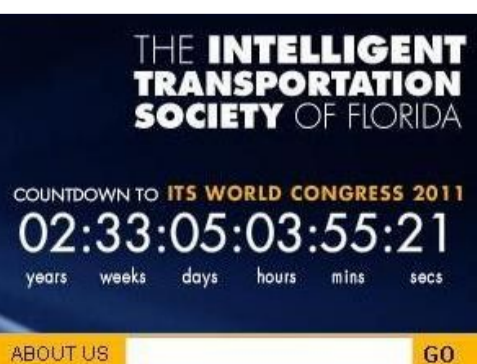 THE INTELLIGENT
TRANSPORTATION
SOCIETY OF FLORIDA
COUNTDOWN TO ITS WORLD CONGRESS 2011
02:33:05:03:55:21
years weeks days hours mins secs
ABOUT US GO